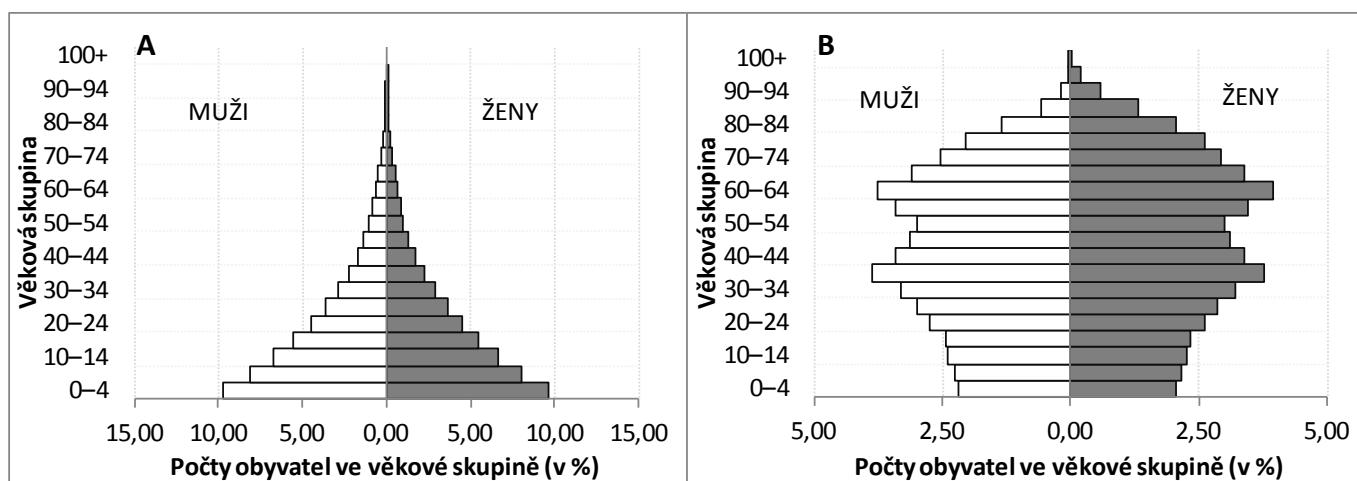 A
100+
90–94
80–84
70–74
60–64
50–54
40–44
30–34
20–24
10–14
0–4
Věková skupina
MUŽI
ŽENY
15,00 10,00 5,00 0,00 5,00 10,00 15,00
Počty obyvatel ve věkové skupině (v %)
B
100+
90–94
80–84
70–74
60–64
50–54
40–44
30–34
20–24
10–14
0–4
Věková skupina
MUŽI
ŽENY
5,00 2,50 0,00 2,50 5,00
Počty obyvatel ve věkové skupině (v %)